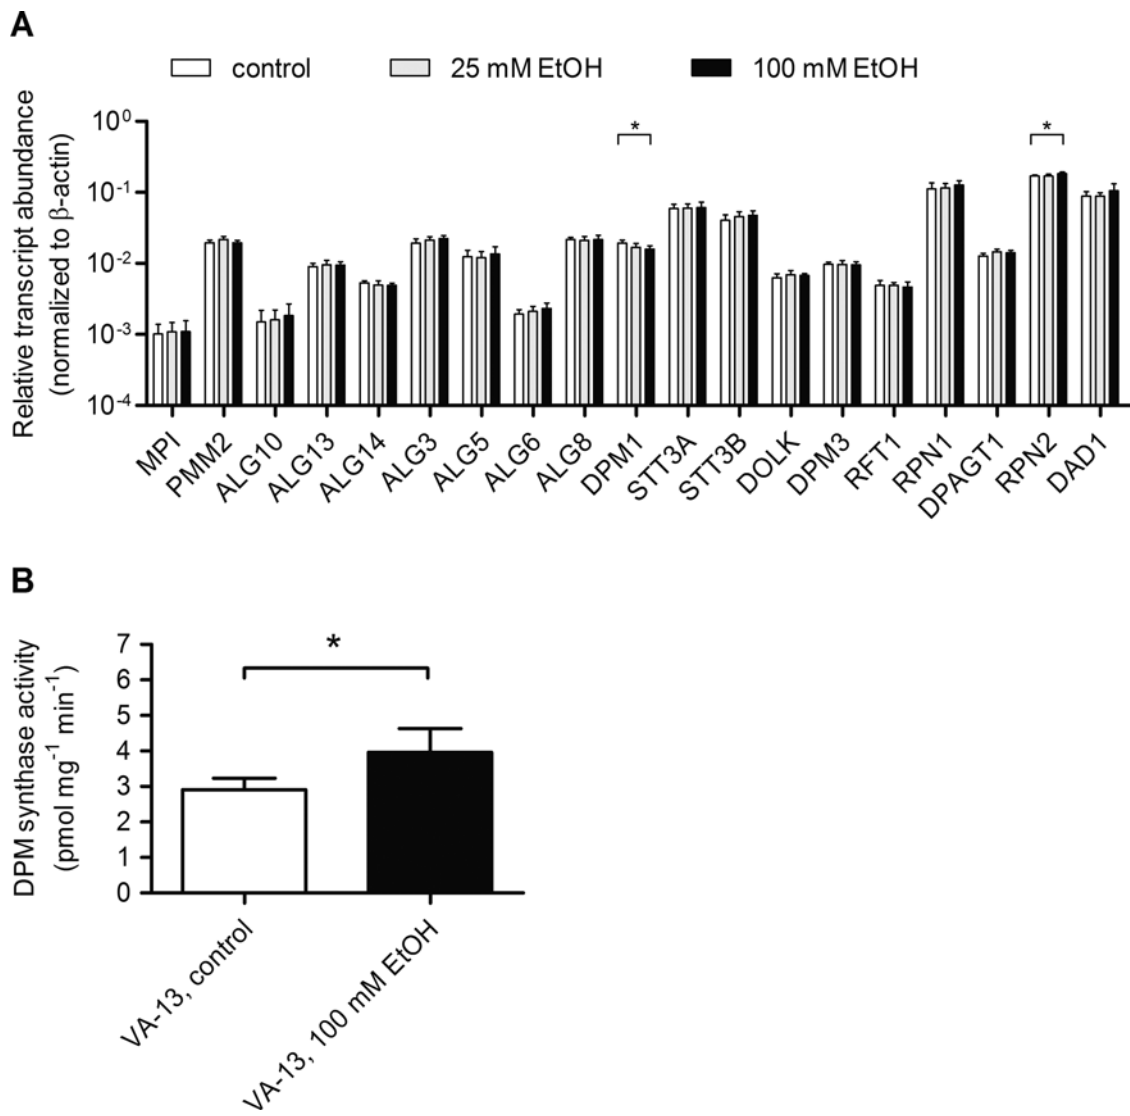 A
control 25 mM EtOH 100 mM EtOH
Relative transcript abundance
(normalized to β-actin)
10⁰
10⁻¹
10⁻²
10⁻³
10⁻⁴
* *
MPI PMM2 ALG10 ALG13 ALG14 ALG3 ALG5 ALG6 ALG8 DPM1 STT3A STT3B DOLK DPM3 RFT1 RPN1 DPAGT1 RPN2 DAD1
B
DPM synthase activity
(pmol mg⁻¹ min⁻¹)
7
6
5
4
3
2
1
0
*
VA-13, control
VA-13, 100 mM EtOH